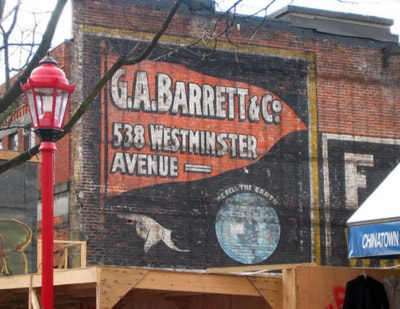 G.A. BARRETT & CO.
538 WESTMINSTER
AVENUE
WE SELL THE EARTH
F
CHINATOWN